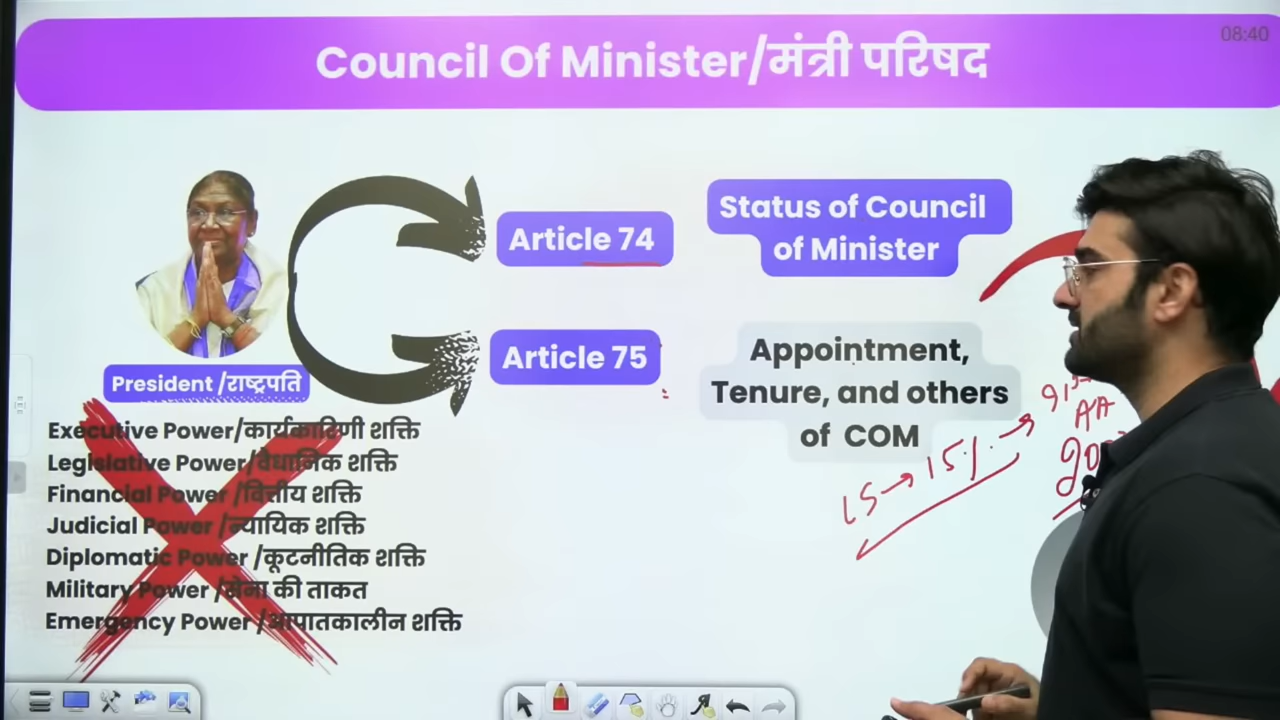 08:40
Council Of Minister/मंत्री परिषद
Article 74
Status of Council
of Minister
Article 75
Appointment,
Tenure, and others
of COM
President /राष्ट्रपति
Executive Power/कार्यकारिणी शक्ति
Legislative Power/वैधानिक शक्ति
Financial Power /वित्तीय शक्ति
Judicial Power /न्यायिक शक्ति
Diplomatic Power /कूटनीतिक शक्ति
Military Power /सेना की ताकत
Emergency Power /आपातकालीन शक्ति
LS→15%→
91st
AA